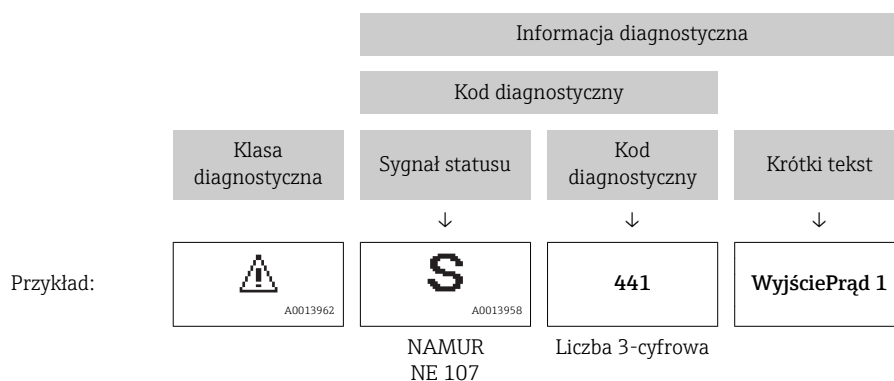 Informacja diagnostyczna
Kod diagnostyczny
Klasa
diagnostyczna
Sygnał statusu
Kod
diagnostyczny
Krótki tekst
↓ ↓ ↓
Przykład:
A0013962
S
A0013958
441
WyjściePrąd 1
NAMUR
NE 107
Liczba 3-cyfrowa